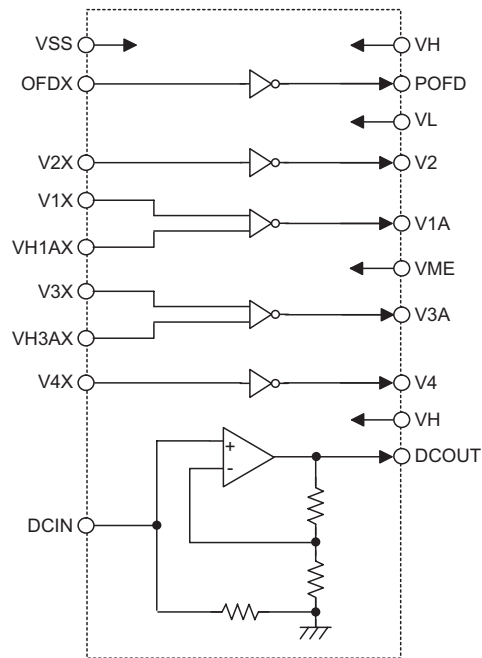 VSS VH
OFDX POFD
VL
V2X V2
V1X
V1A
VH1AX
VME
V3X
V3A
VH3AX
V4X V4
VH
+
DCOUT
-
DCIN